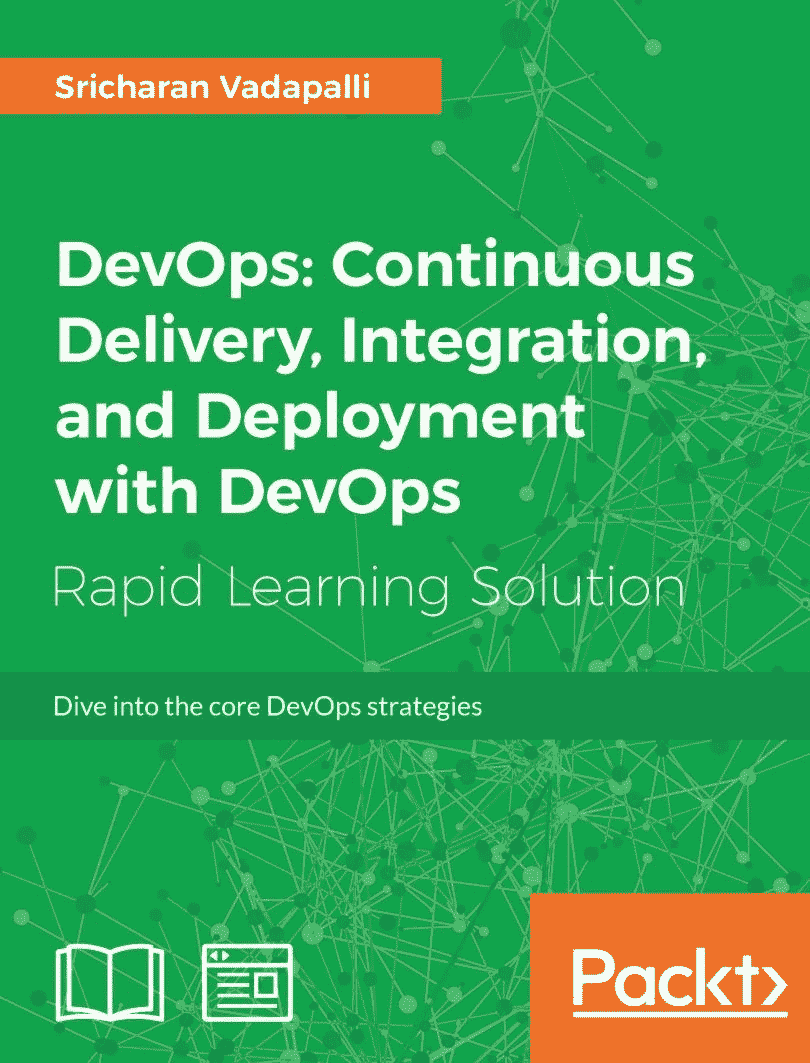 Sricharan Vadapalli
DevOps: Continuous
Delivery, Integration,
and Deployment
with DevOps
Rapid Learning Solution
Dive into the core DevOps strategies
Packt>